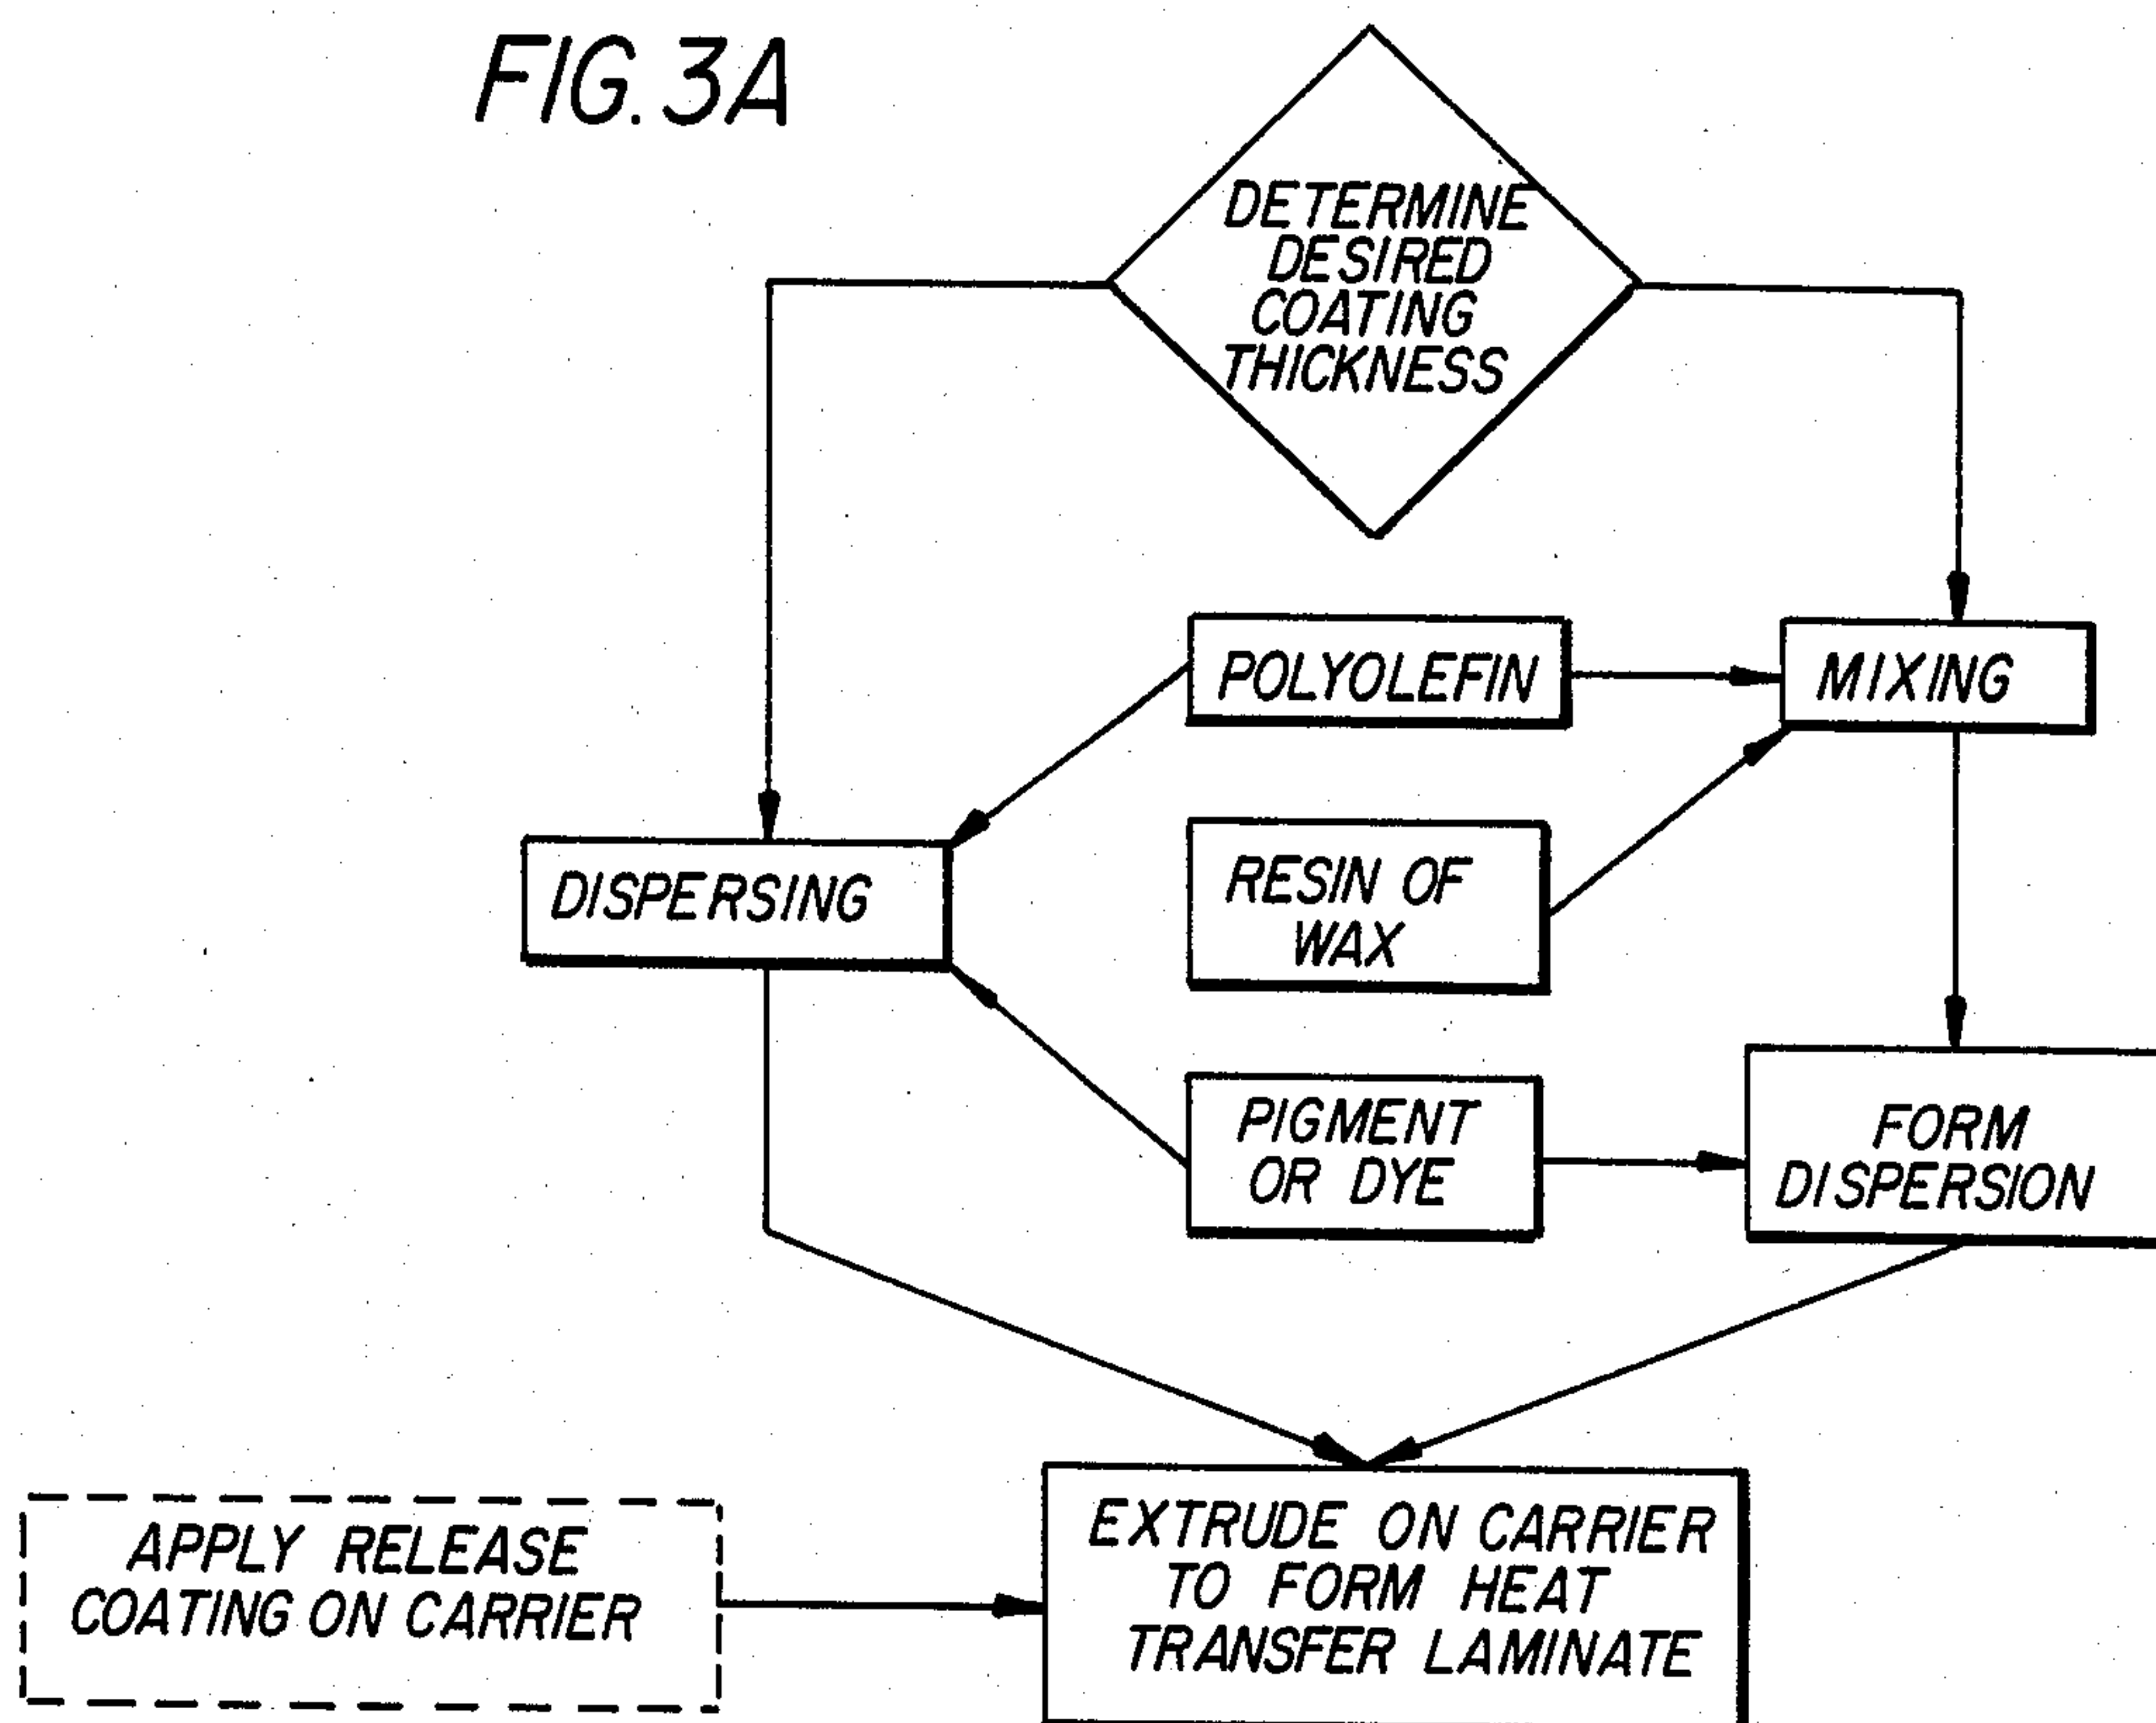 FIG. 3A
DETERMINE
DESIRED
COATING
THICKNESS
POLYOLEFIN
MIXING
DISPERSING
RESIN OF
WAX
PIGMENT
OR DYE
FORM
DISPERSION
APPLY RELEASE
COATING ON CARRIER
EXTRUDE ON CARRIER
TO FORM HEAT
TRANSFER LAMINATE